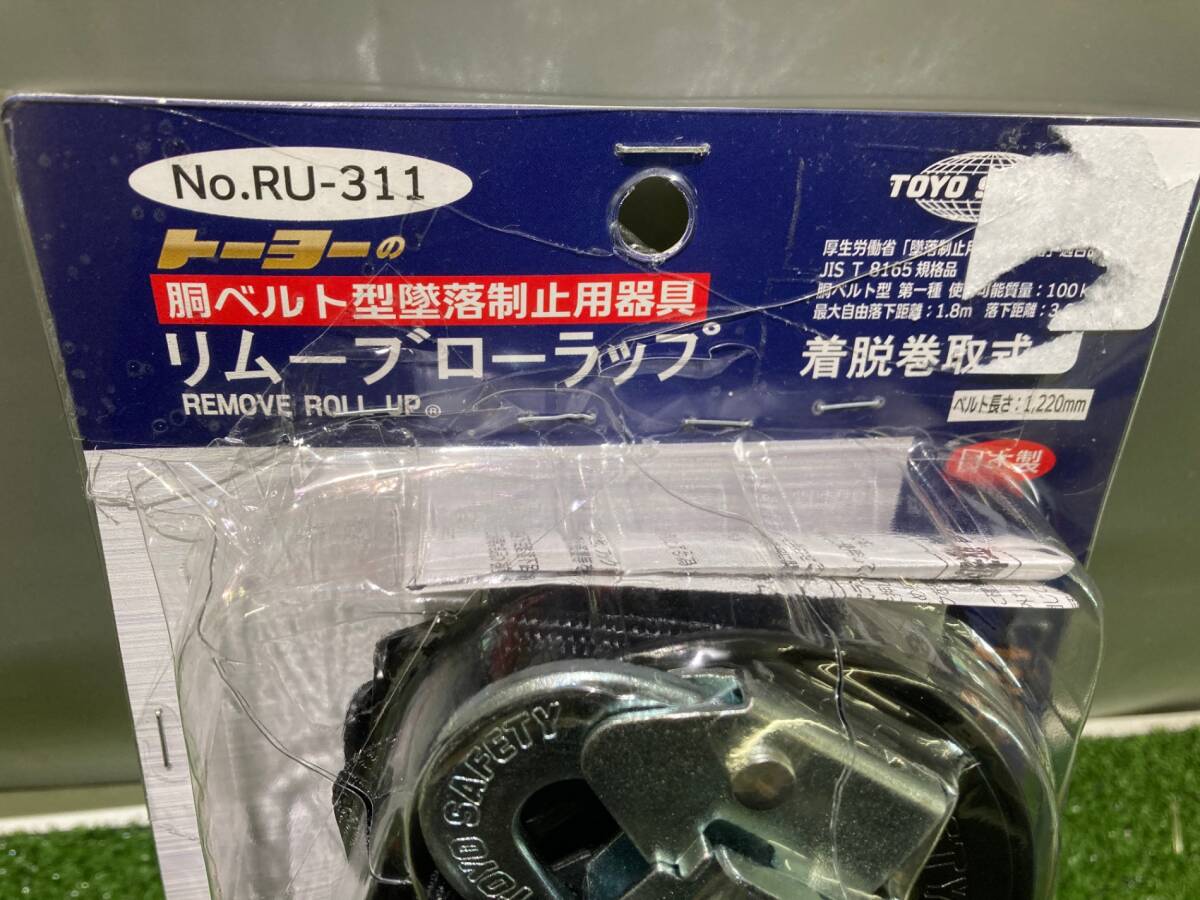 No.RU-311
トーヨーの
胴ベルト型墜落制止用器具
リムーブローラップ
REMOVE ROLL UP®
TOYO S
厚生労働省「墜落制止用
JIS T 8165 規格品
胴ベルト型 第一種 使 可能質量：100k
最大自由落下距離：1.8m 落下距離：3
着脱巻取式
ベルト長さ：1,220mm
日本製
TOYO SAFETY